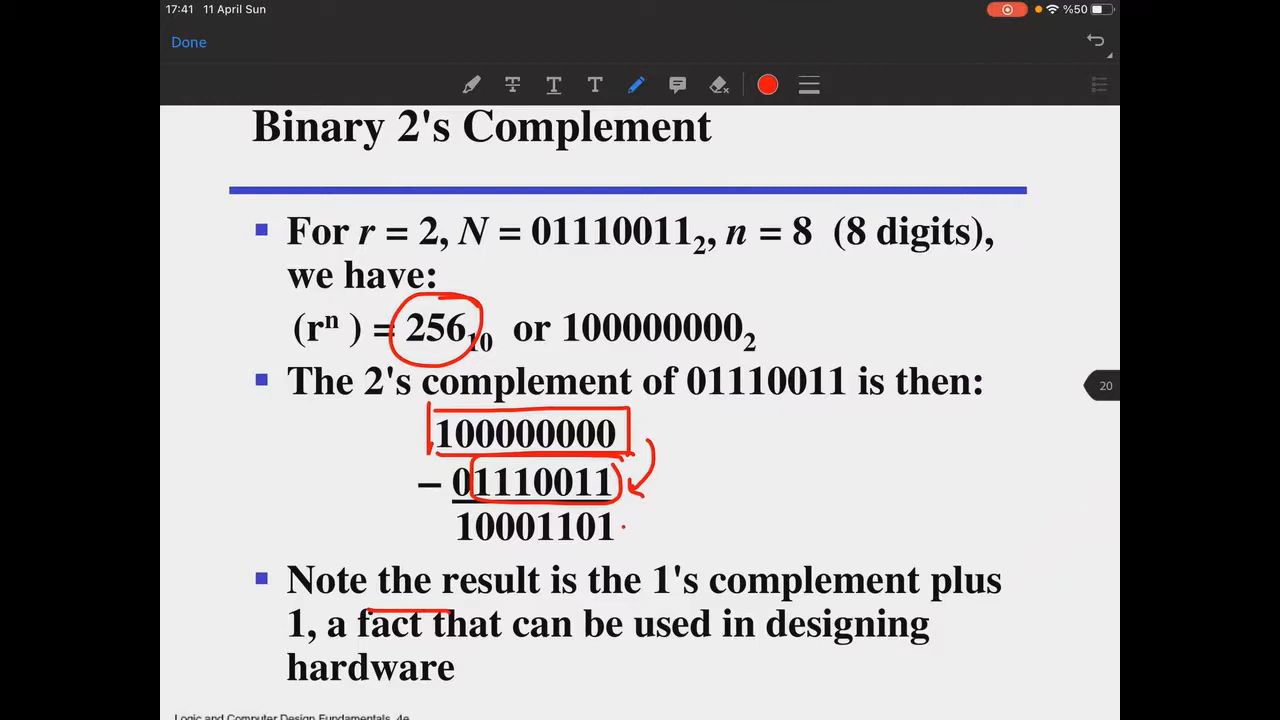 17:41 11 April Sun %50
Done
Binary 2's Complement
For r = 2, N = 01110011₂, n = 8 (8 digits),
we have:
(rⁿ ) = 256₁₀ or 100000000₂
The 2's complement of 01110011 is then:
100000000
– 01110011
10001101
20
Note the result is the 1's complement plus
1, a fact that can be used in designing
hardware
Logic and Computer Design Fundamentals, 4e